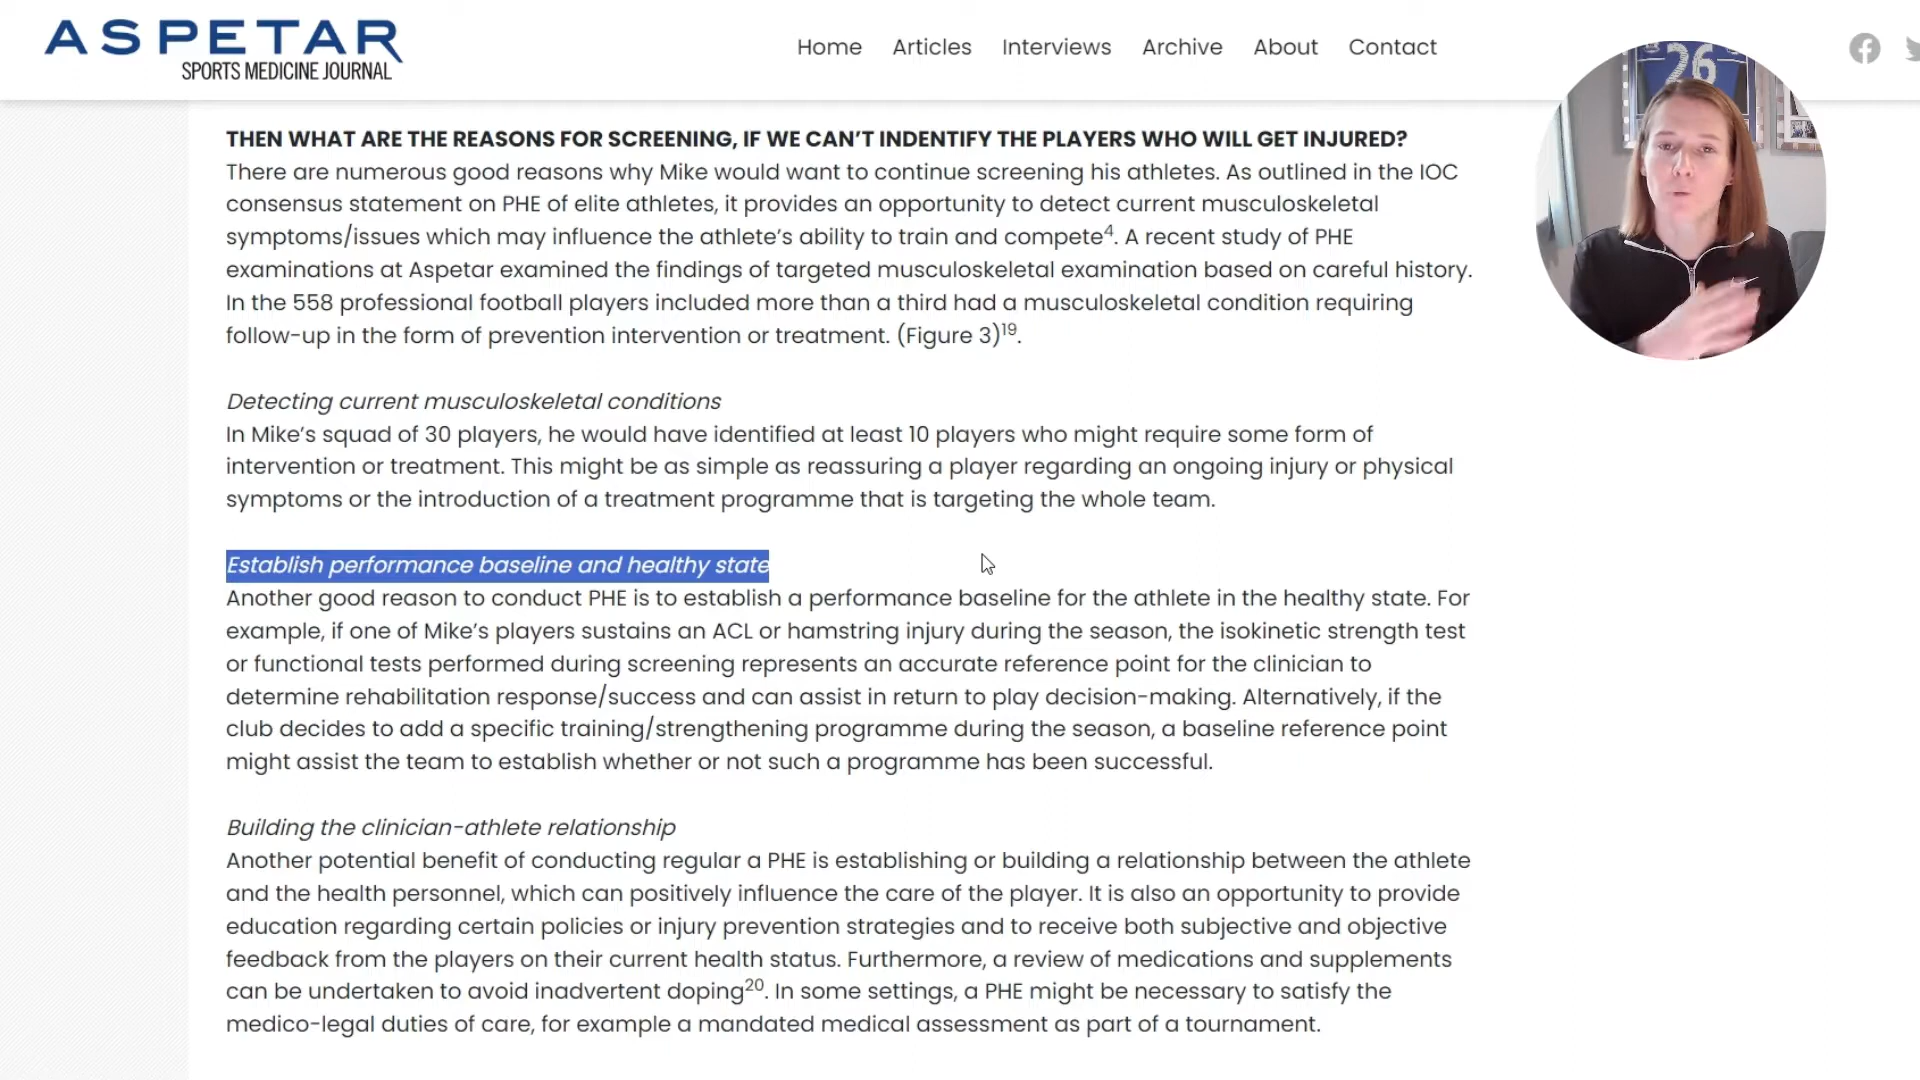 ASPETAR
SPORTS MEDICINE JOURNAL
Home Articles Interviews Archive About Contact
26
THEN WHAT ARE THE REASONS FOR SCREENING, IF WE CAN’T INDENTIFY THE PLAYERS WHO WILL GET INJURED?
There are numerous good reasons why Mike would want to continue screening his athletes. As outlined in the IOC
consensus statement on PHE of elite athletes, it provides an opportunity to detect current musculoskeletal
symptoms/issues which may influence the athlete’s ability to train and compete⁴. A recent study of PHE
examinations at Aspetar examined the findings of targeted musculoskeletal examination based on careful history.
In the 558 professional football players included more than a third had a musculoskeletal condition requiring
follow-up in the form of prevention intervention or treatment. (Figure 3)¹⁹.
Detecting current musculoskeletal conditions
In Mike’s squad of 30 players, he would have identified at least 10 players who might require some form of
intervention or treatment. This might be as simple as reassuring a player regarding an ongoing injury or physical
symptoms or the introduction of a treatment programme that is targeting the whole team.
Establish performance baseline and healthy state
Another good reason to conduct PHE is to establish a performance baseline for the athlete in the healthy state. For
example, if one of Mike’s players sustains an ACL or hamstring injury during the season, the isokinetic strength test
or functional tests performed during screening represents an accurate reference point for the clinician to
determine rehabilitation response/success and can assist in return to play decision-making. Alternatively, if the
club decides to add a specific training/strengthening programme during the season, a baseline reference point
might assist the team to establish whether or not such a programme has been successful.
Building the clinician-athlete relationship
Another potential benefit of conducting regular a PHE is establishing or building a relationship between the athlete
and the health personnel, which can positively influence the care of the player. It is also an opportunity to provide
education regarding certain policies or injury prevention strategies and to receive both subjective and objective
feedback from the players on their current health status. Furthermore, a review of medications and supplements
can be undertaken to avoid inadvertent doping²⁰. In some settings, a PHE might be necessary to satisfy the
medico-legal duties of care, for example a mandated medical assessment as part of a tournament.